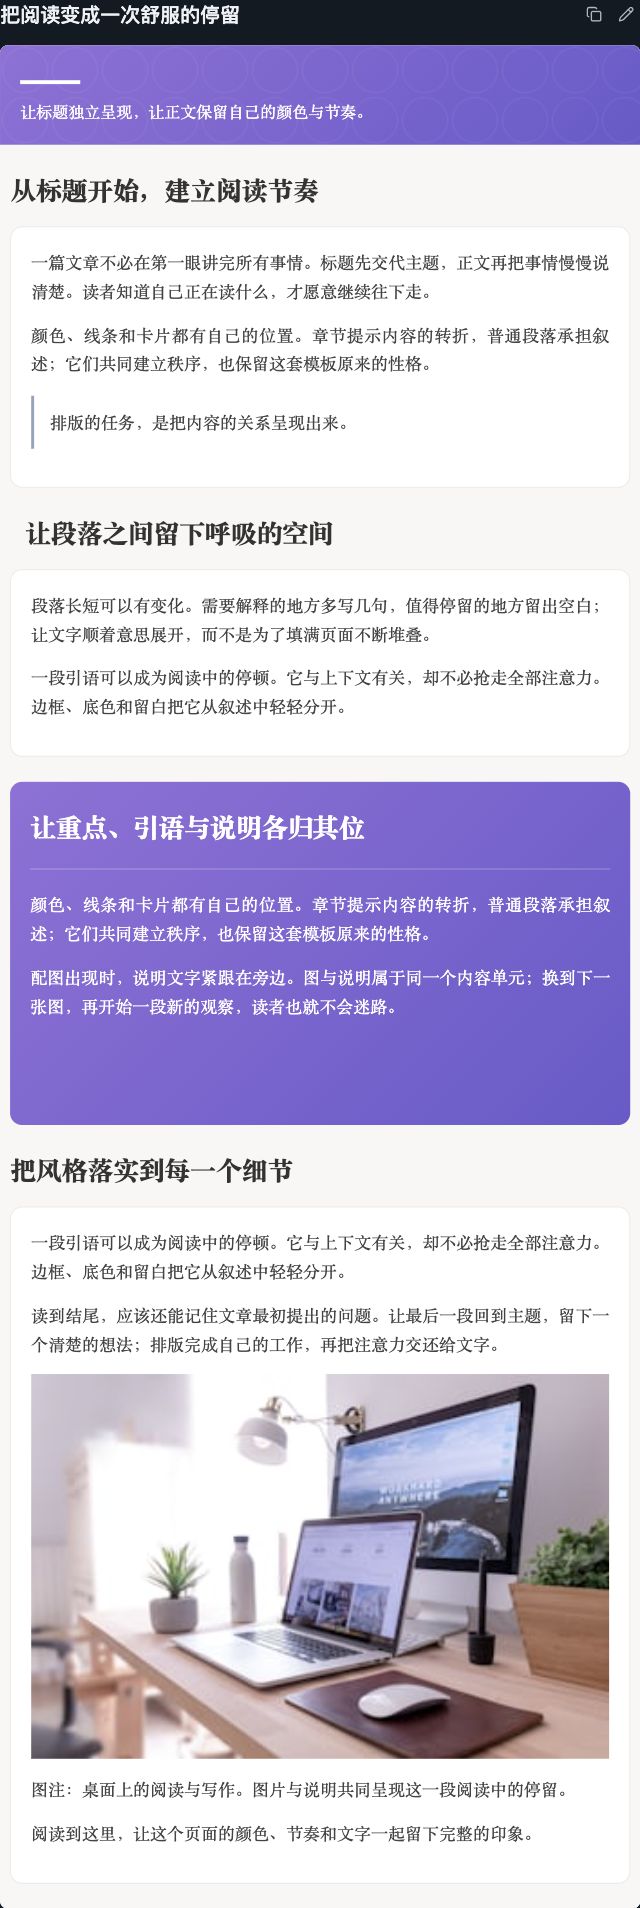 把阅读变成一次舒服的停留
让标题独立呈现，让正文保留自己的颜色与节奏。
从标题开始，建立阅读节奏
一篇文章不必在第一眼讲完所有事情。标题先交代主题，正文再把事情慢慢说
清楚。读者知道自己正在读什么，才愿意继续往下走。
颜色、线条和卡片都有自己的位置。章节提示内容的转折，普通段落承担叙
述；它们共同建立秩序，也保留这套模板原来的性格。
排版的任务，是把内容的关系呈现出来。
让段落之间留下呼吸的空间
段落长短可以有变化。需要解释的地方多写几句，值得停留的地方留出空白；
让文字顺着意思展开，而不是为了填满页面不断堆叠。
一段引语可以成为阅读中的停顿。它与上下文有关，却不必抢走全部注意力。
边框、底色和留白把它从叙述中轻轻分开。
让重点、引语与说明各归其位
颜色、线条和卡片都有自己的位置。章节提示内容的转折，普通段落承担叙
述；它们共同建立秩序，也保留这套模板原来的性格。
配图出现时，说明文字紧跟在旁边。图与说明属于同一个内容单元；换到下一
张图，再开始一段新的观察，读者也就不会迷路。
把风格落实到每一个细节
一段引语可以成为阅读中的停顿。它与上下文有关，却不必抢走全部注意力。
边框、底色和留白把它从叙述中轻轻分开。
读到结尾，应该还能记住文章最初提出的问题。让最后一段回到主题，留下一
个清楚的想法；排版完成自己的工作，再把注意力交还给文字。
WORKHARD
ANYWHERE
图注：桌面上的阅读与写作。图片与说明共同呈现这一段阅读中的停留。
阅读到这里，让这个页面的颜色、节奏和文字一起留下完整的印象。